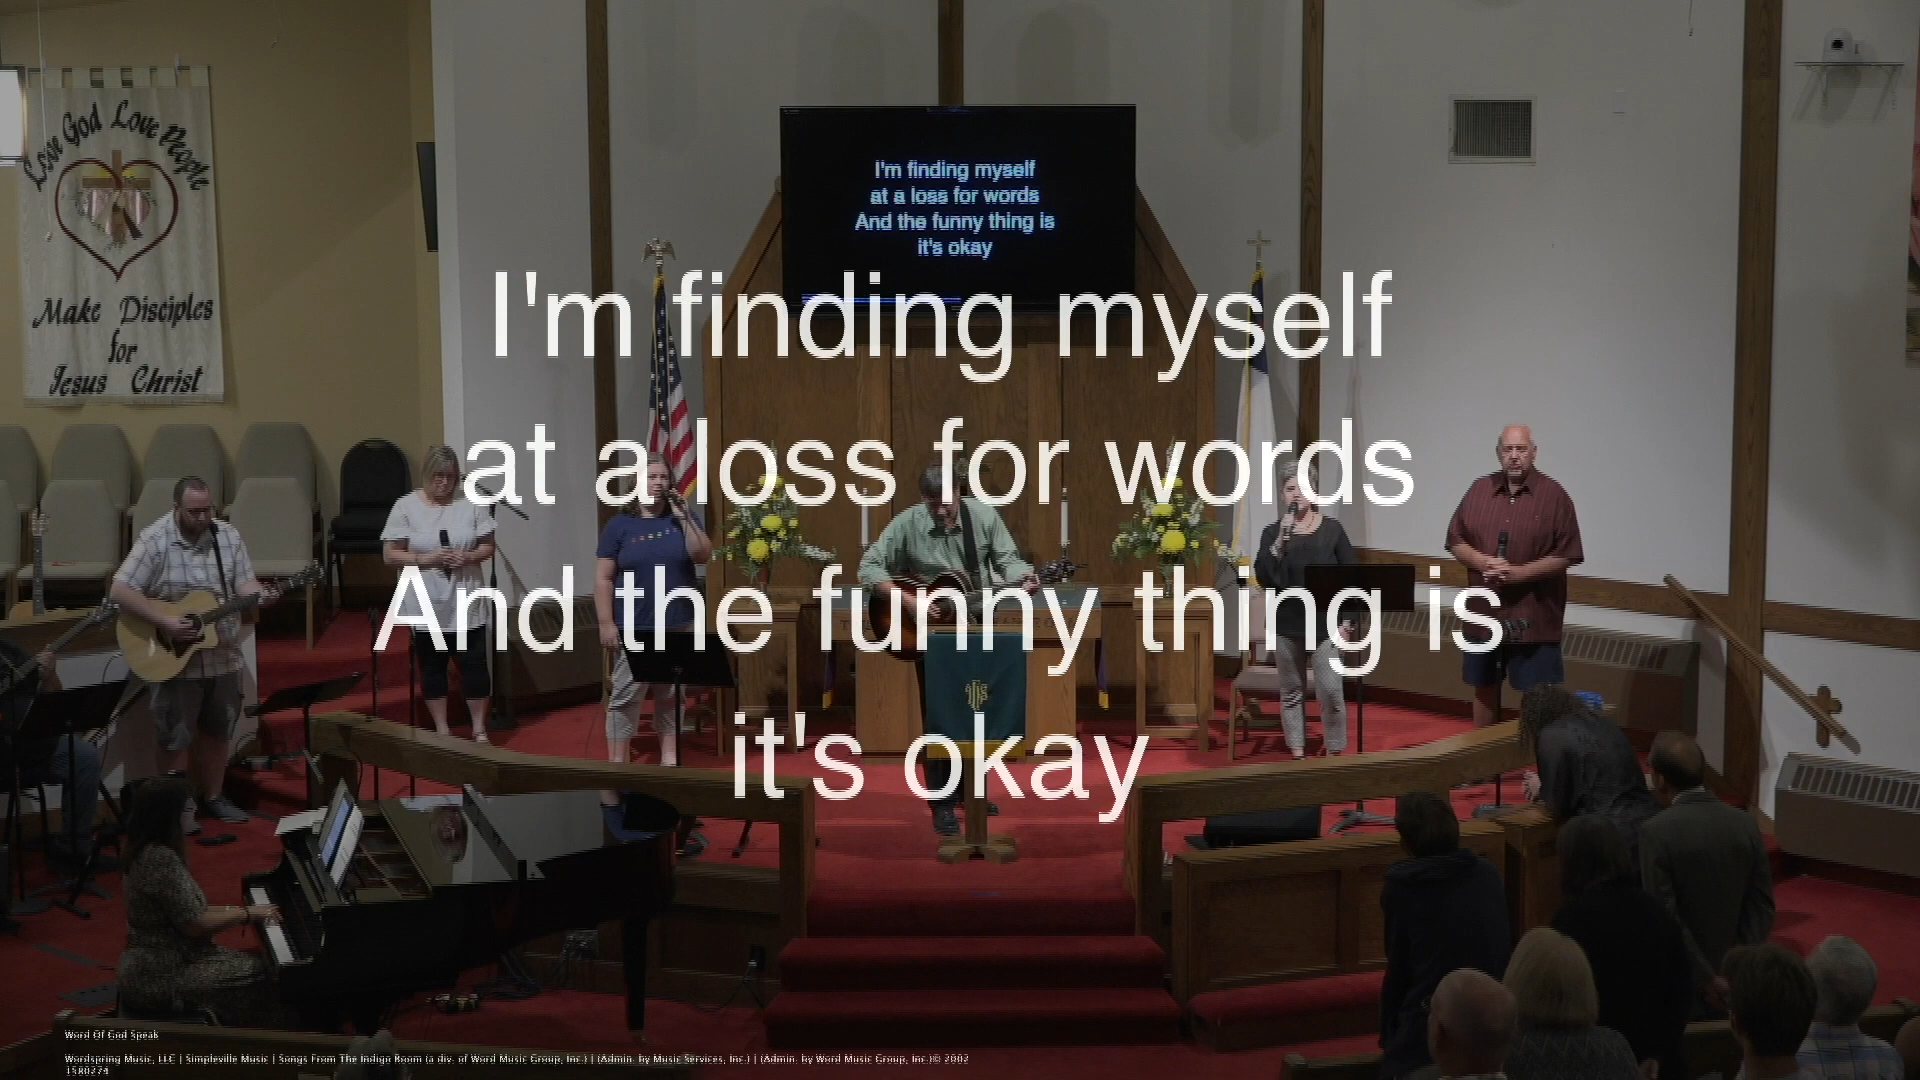 Love God Love People
Make Disciples
for
Jesus Christ
I'm finding myself
at a loss for words
And the funny thing is
it's okay
I'm finding myself
at a loss for words
And the funny thing is
it's okay
Word Of God Speak
Wordspring Music, LLC | Simpleville Music | Songs From The Indigo Room (a div. of Word Music Group, Inc.) | (Admin. by Music Services, Inc.) | (Admin. by Word Music Group, Inc.)© 2002
1580274